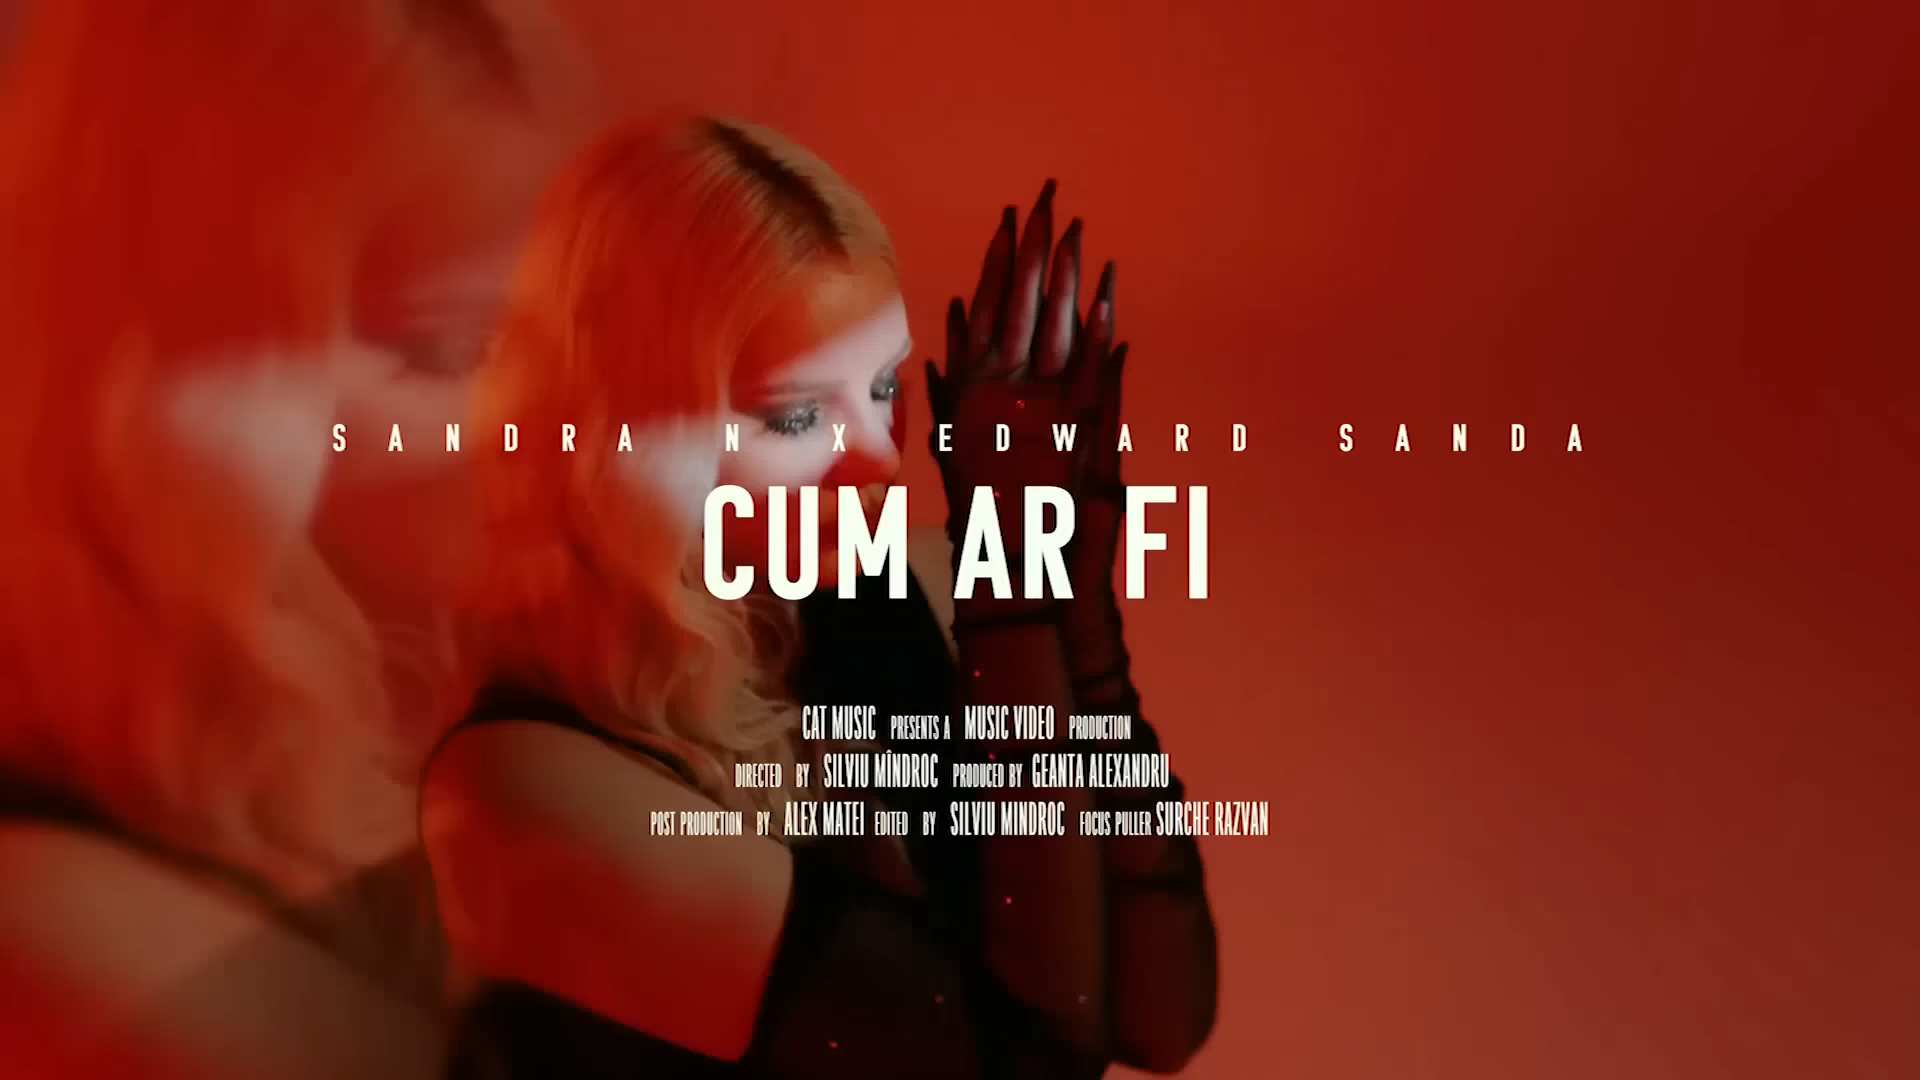 SANDRA N X EDWARD SANDA
CUM AR FI
CAT MUSIC PRESENTS A MUSIC VIDEO PRODUCTION
DIRECTED BY SILVIU MÎNDROC PRODUCED BY GEANTA ALEXANDRU
POST PRODUCTION BY ALEX MATEI EDITED BY SILVIU MINDROC FOCUS PULLER SURCHE RAZVAN